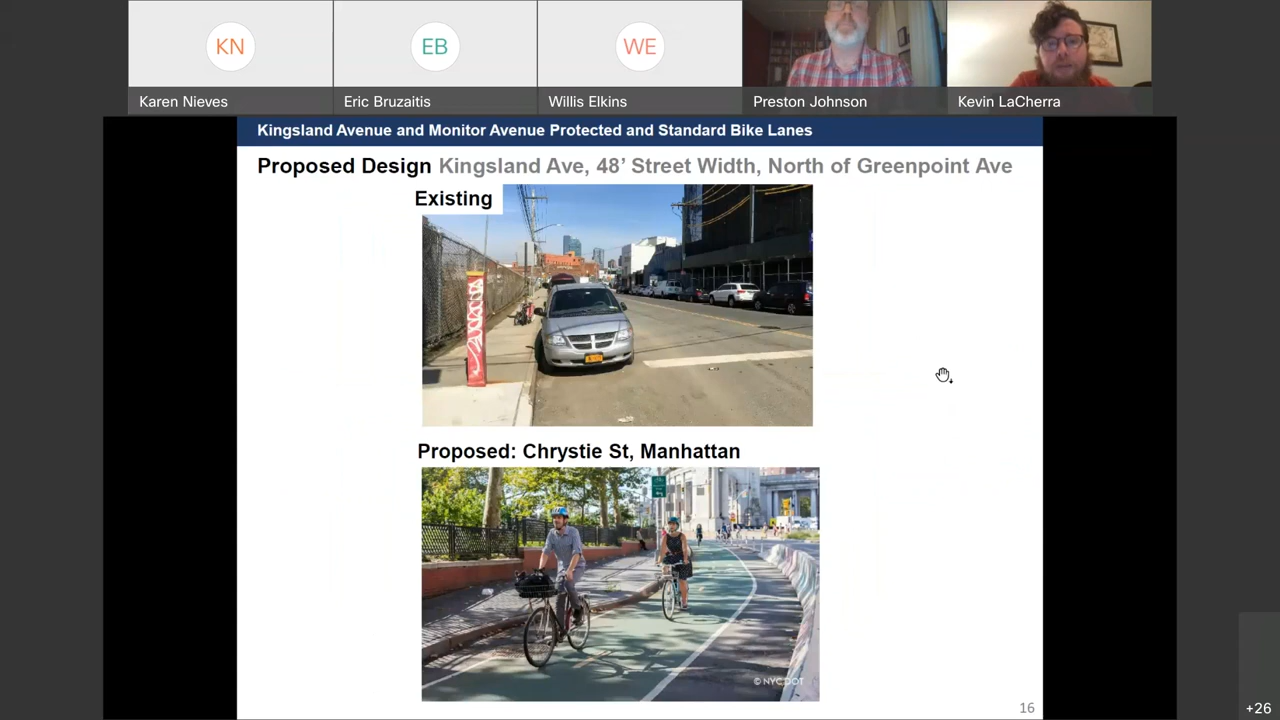 KN
EB
WE
Karen Nieves
Eric Bruzaitis
Willis Elkins
Preston Johnson
Kevin LaCherra
Kingsland Avenue and Monitor Avenue Protected and Standard Bike Lanes
Proposed Design Kingsland Ave, 48' Street Width, North of Greenpoint Ave
Existing
Proposed: Chrystie St, Manhattan
© NYC DOT
16
+26